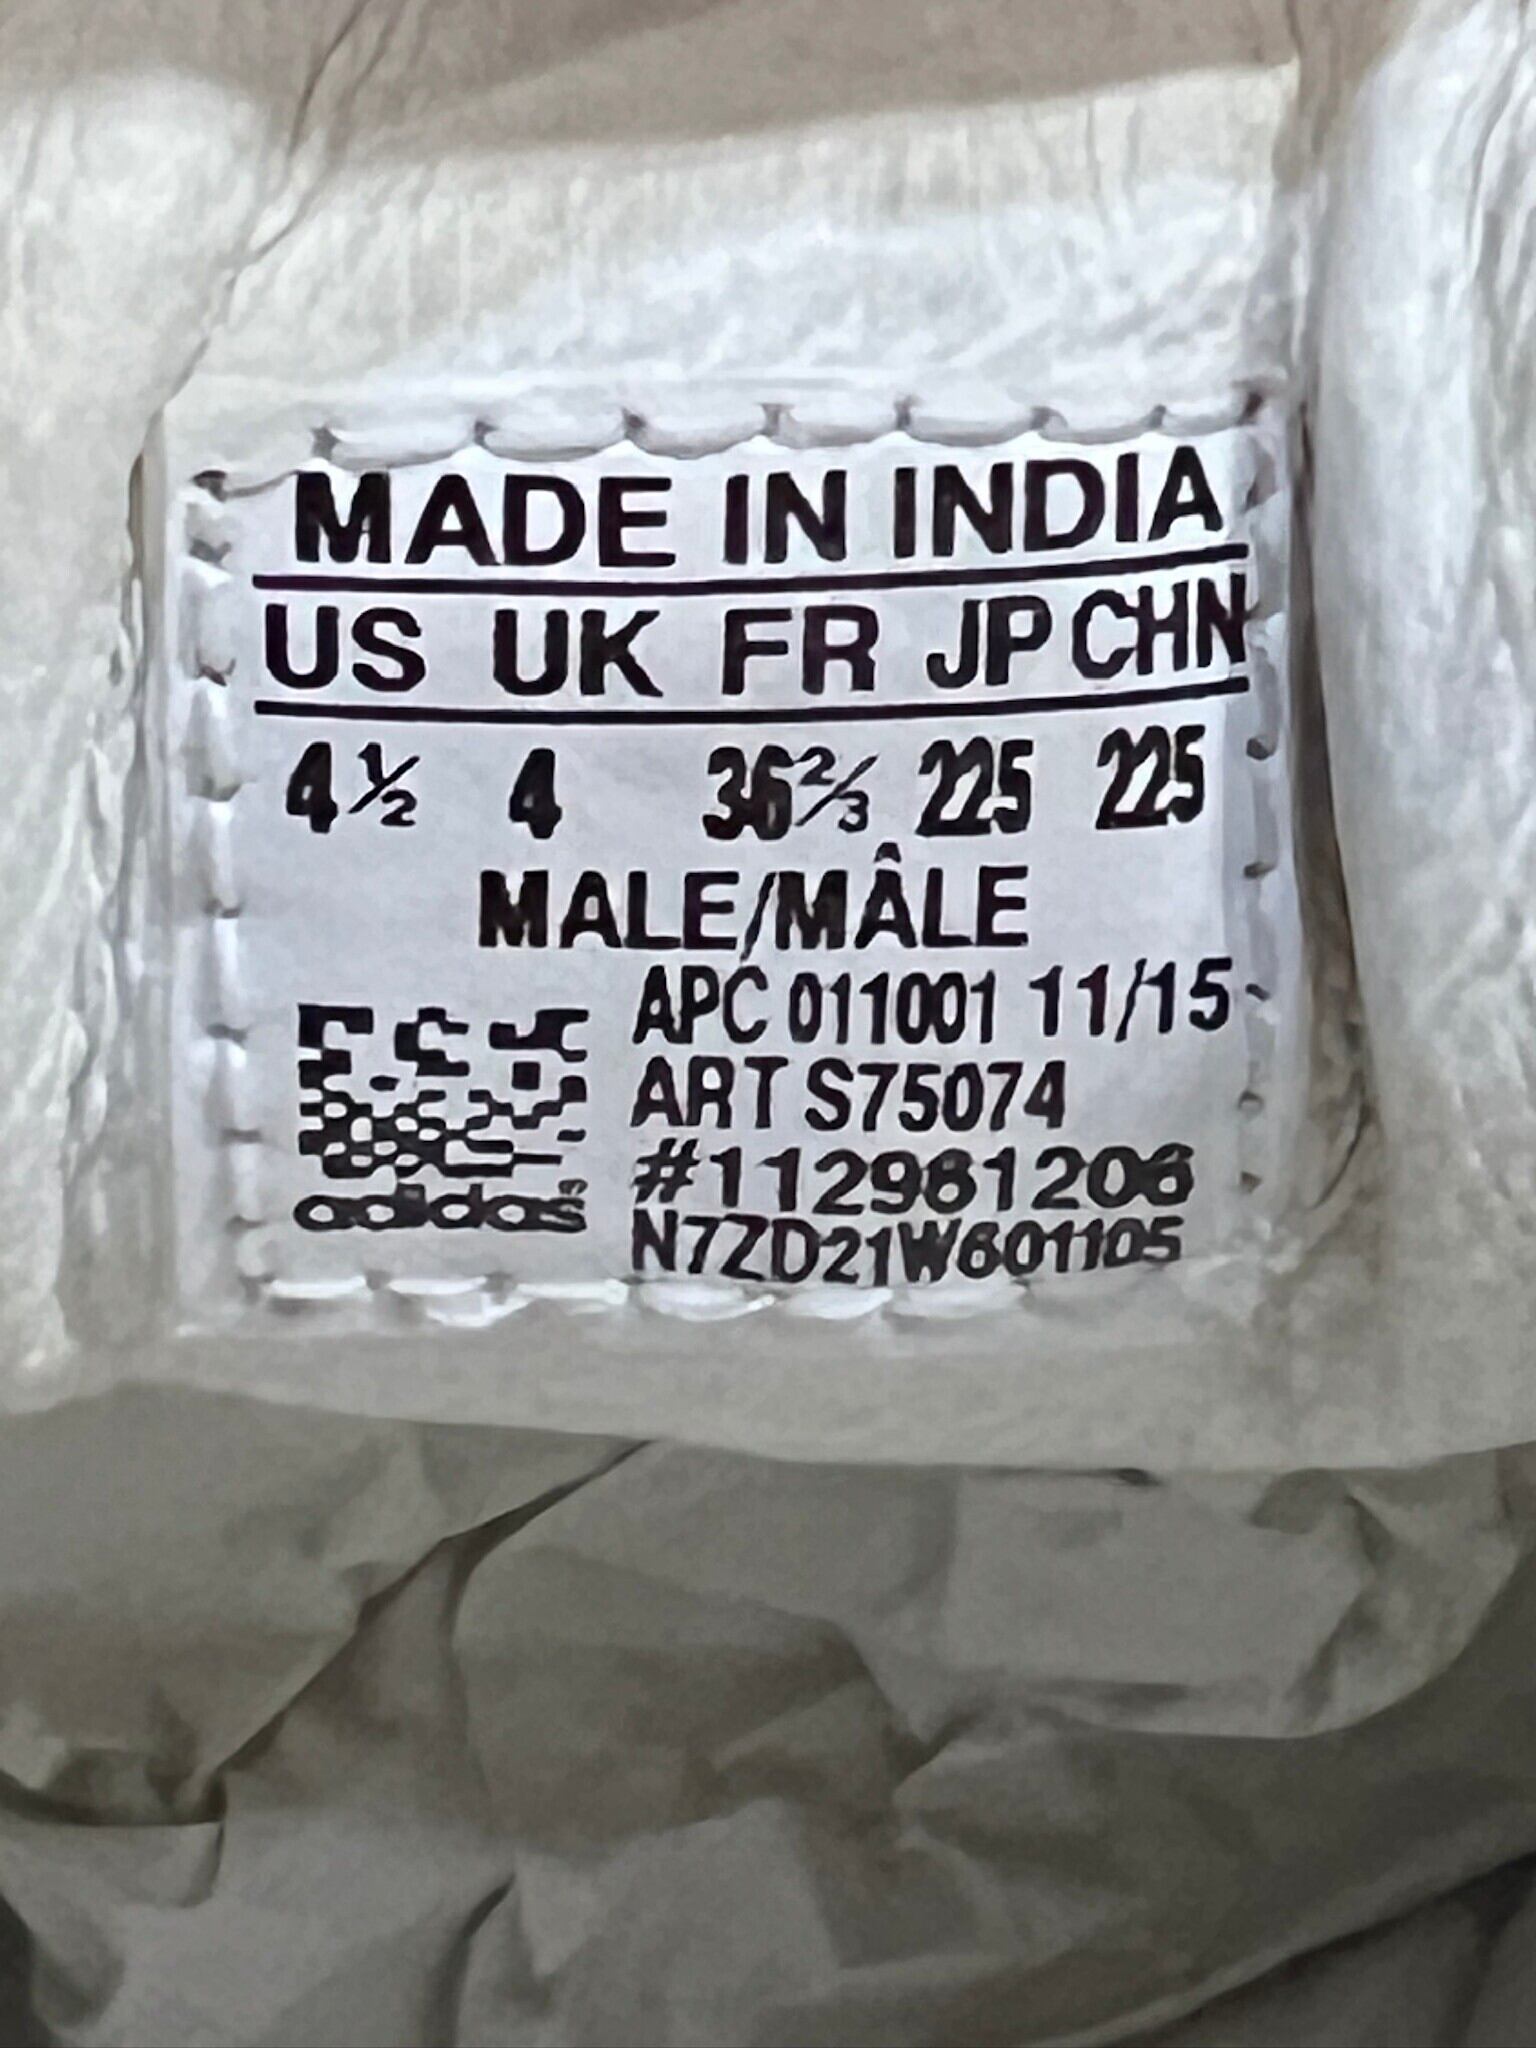 MADE IN INDIA
US UK FR JP CHN
4½ 4 36⅔ 225 225
MALE/MÂLE
APC 011001 11/15
ART S75074
#112981206
adidas
N7ZD21W601105